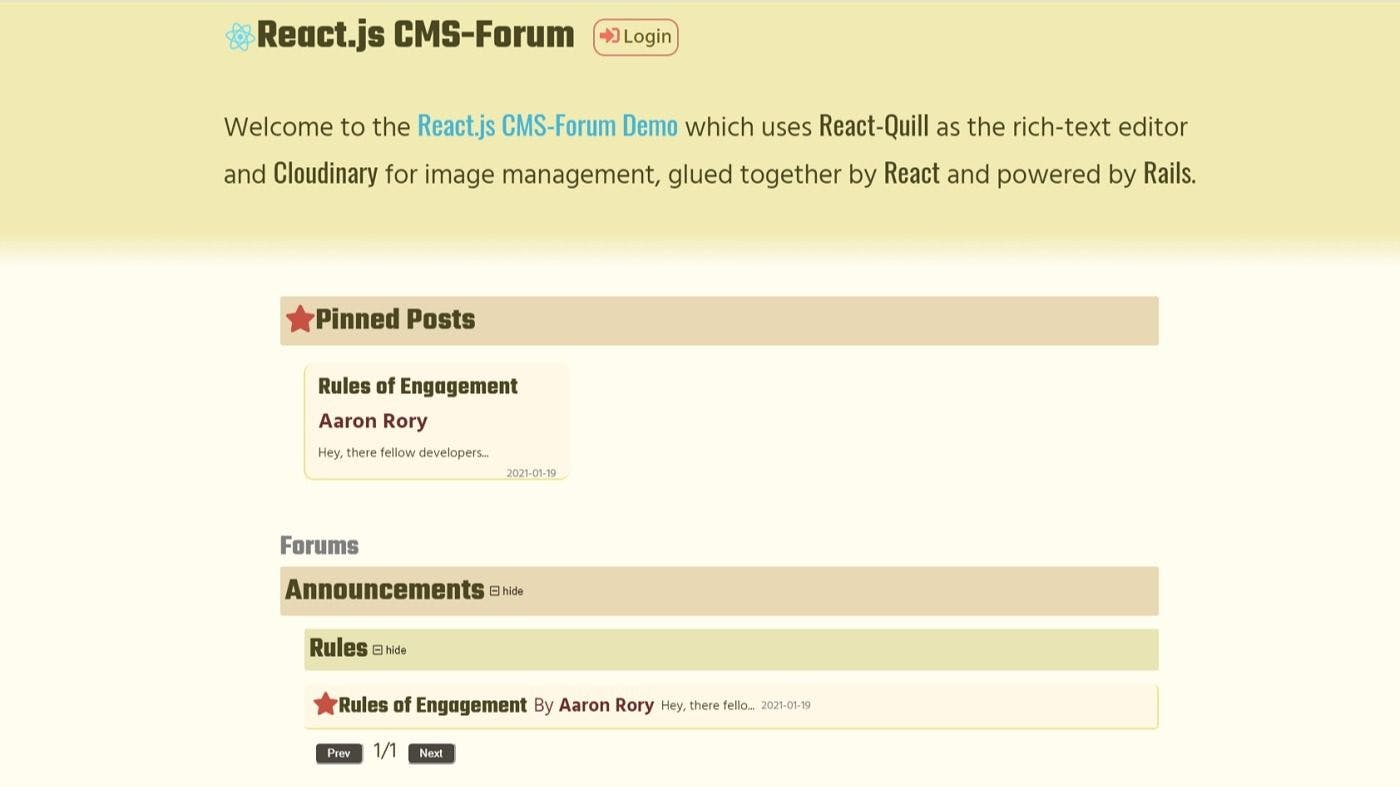 React.js CMS-Forum Login
Welcome to the React.js CMS-Forum Demo which uses React-Quill as the rich-text editor
and Cloudinary for image management, glued together by React and powered by Rails.
Pinned Posts
Rules of Engagement
Aaron Rory
Hey, there fellow developers...
2021-01-19
Forums
Announcements hide
Rules hide
Rules of Engagement By Aaron Rory Hey, there fello... 2021-01-19
Prev 1/1 Next